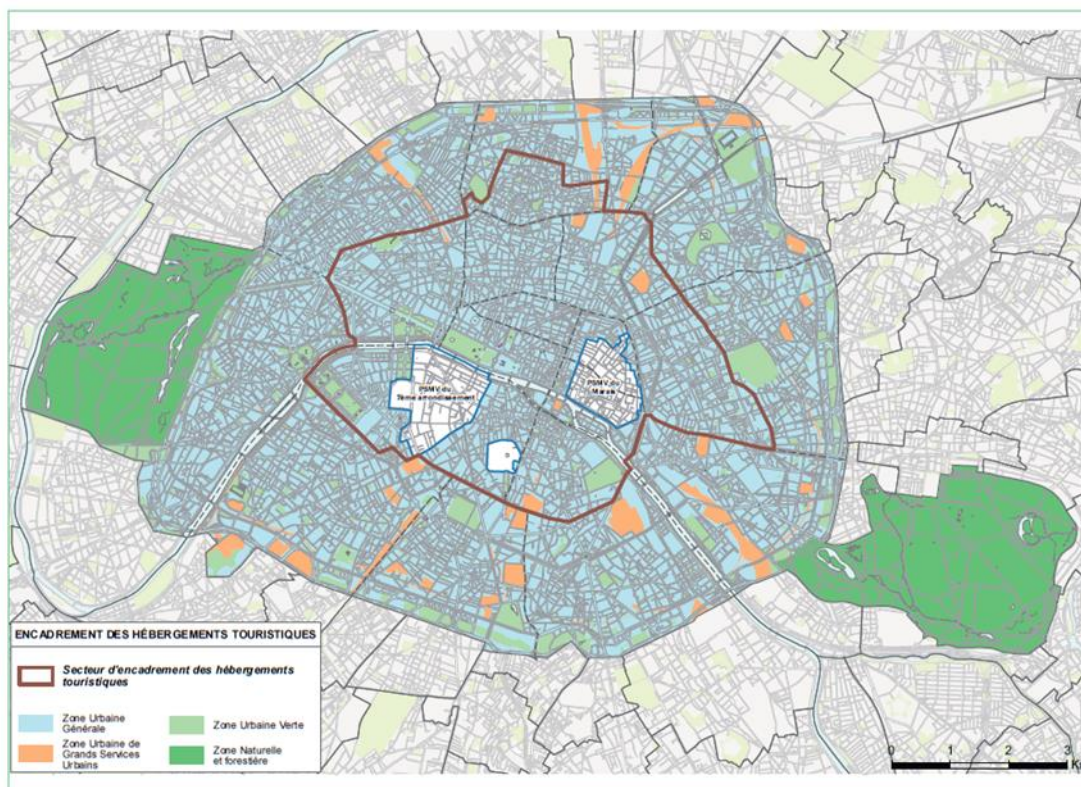 PSMV du
7ème arrondissement
PSMV du
Marais
ENCADREMENT DES HÉBERGEMENTS TOURISTIQUES
Secteur d'encadrement des hébergements
touristiques
Zone Urbaine
Générale
Zone Urbaine Verte
Zone Urbaine de
Grands Services
Urbains
Zone Naturelle
et forestière
0 1 2 3
K